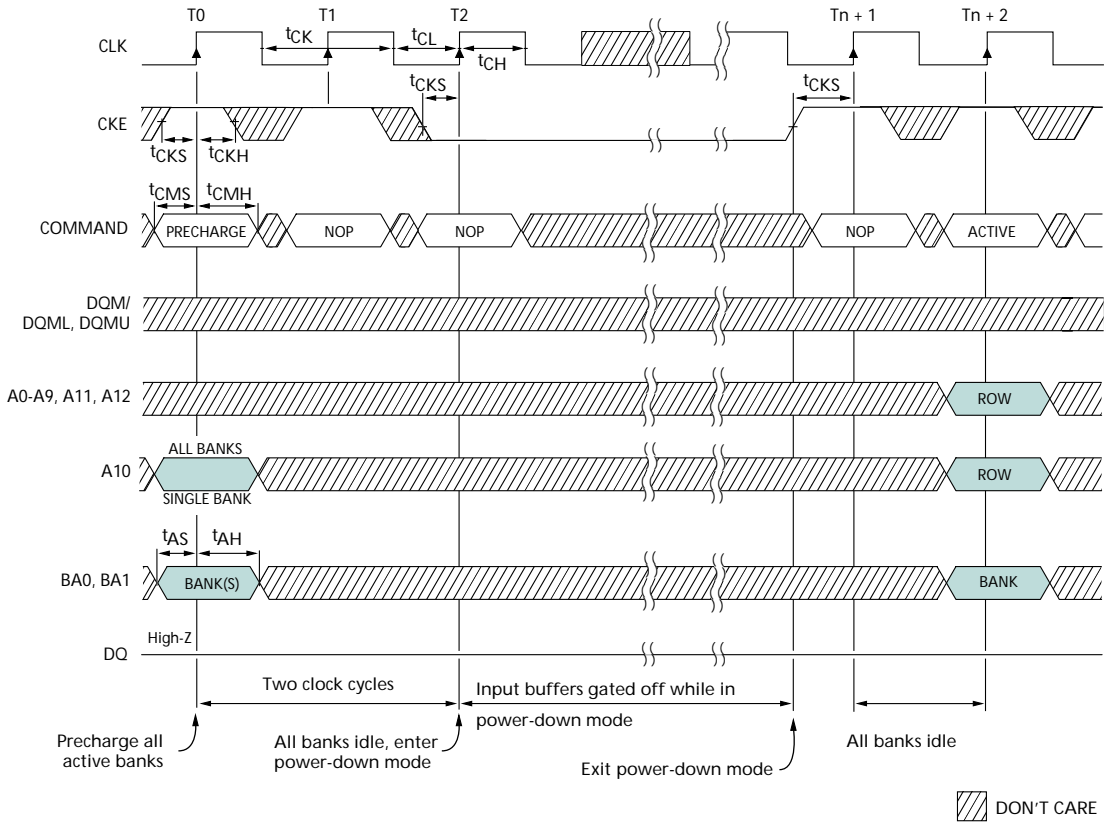 T0 T1 T2 Tn + 1 Tn + 2
CLK
tCK tCL tCH
tCKS tCKS
CKE
tCKS tCKH
tCMS tCMH
COMMAND PRECHARGE NOP NOP NOP ACTIVE
DQM/
DQML, DQMU
A0-A9, A11, A12 ROW
ALL BANKS
A10 ROW
SINGLE BANK
tAS tAH
BA0, BA1 BANK(S) BANK
High-Z
DQ
Two clock cycles
Input buffers gated off while in
power-down mode
Precharge all
active banks
All banks idle, enter
power-down mode
Exit power-down mode
All banks idle
DON'T CARE